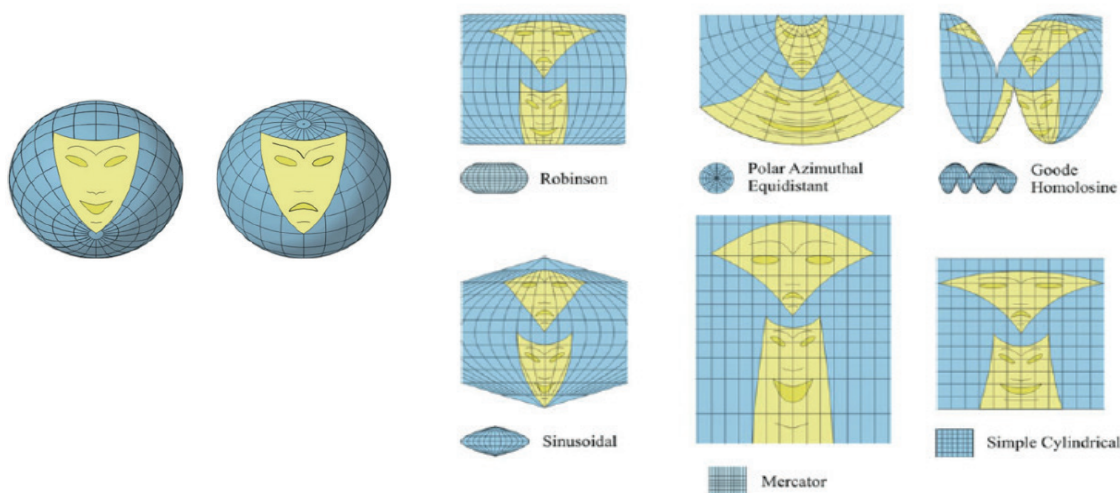 Robinson
Polar Azimuthal
Equidistant
Goode
Homolosine
Sinusoidal
Mercator
Simple Cylindrical